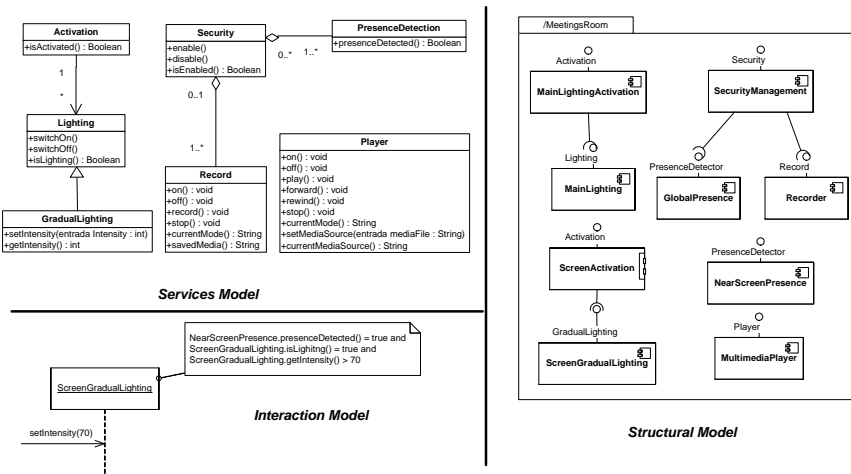 Activation
+isActivated() : Boolean
1
*
Lighting
+switchOn()
+switchOff()
+isLighting() : Boolean
GradualLighting
+setIntensity(entrada Intensity : int)
+getIntensity() : int
Security
+enable()
+disable()
+isEnabled() : Boolean
0..*
1..*
PresenceDetection
+presenceDetected() : Boolean
0..1
1..*
Record
+on() : void
+off() : void
+record() : void
+stop() : void
+currentMode() : String
+savedMedia() : String
Player
+on() : void
+off() : void
+play() : void
+forward() : void
+rewind() : void
+stop() : void
+currentMode() : String
+setMediaSource(entrada mediaFile : String)
+currentMediaSource() : String
Services Model
NearScreenPresence.presenceDetected() = true and
ScreenGradualLighting.isLighitng() = true and
ScreenGradualLighting.getIntensity() > 70
ScreenGradualLighting
setIntensity(70)
Interaction Model
/MeetingsRoom
Activation
MainLightingActivation
Lighting
MainLighting
Security
SecurityManagement
PresenceDetector
GlobalPresence
Record
Recorder
Activation
ScreenActivation
GradualLighting
ScreenGradualLighting
PresenceDetector
NearScreenPresence
Player
MultimediaPlayer
Structural Model